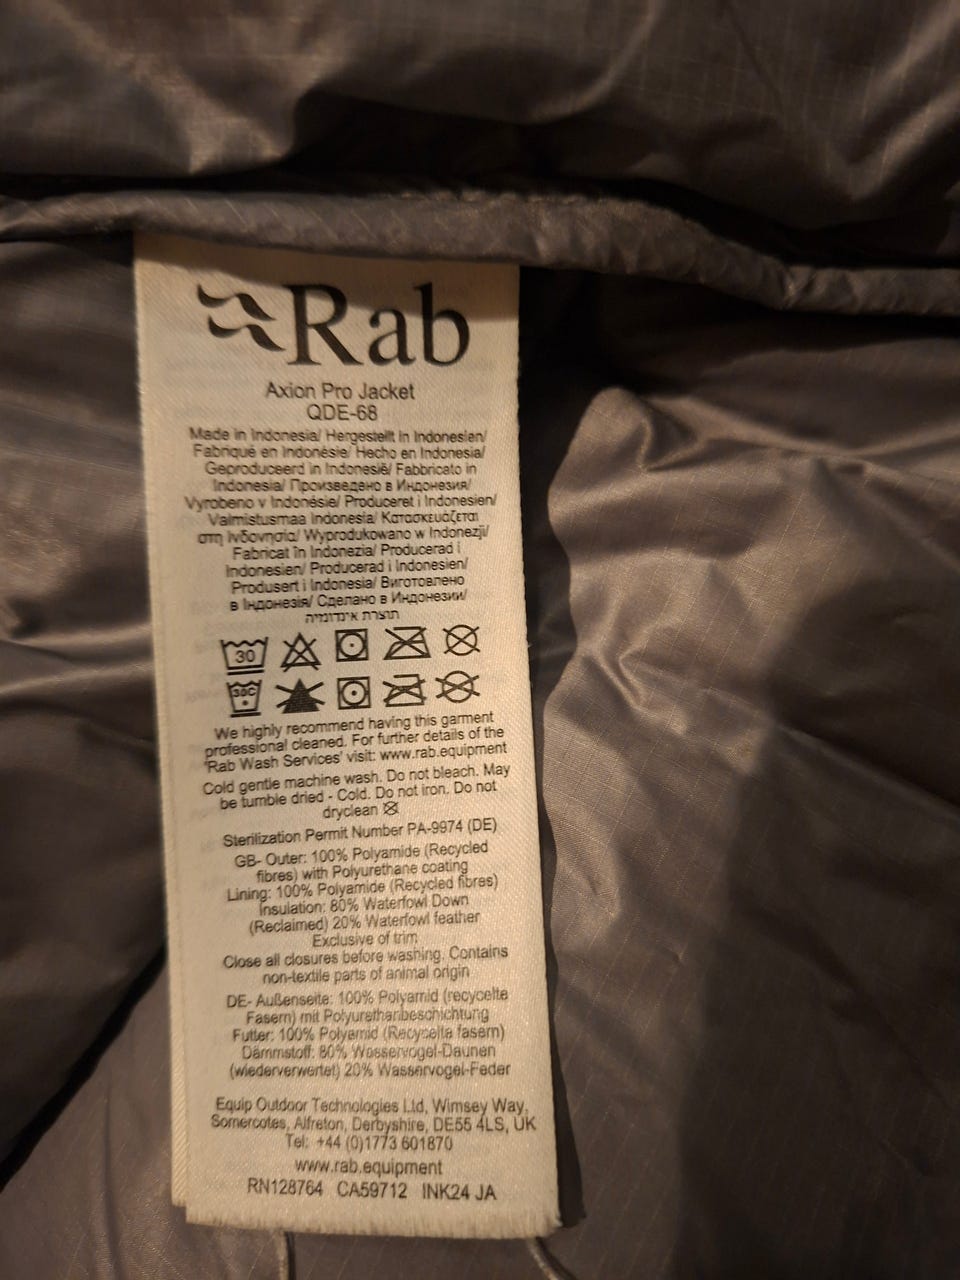 Rab
Axion Pro Jacket
QDE-68
Made in Indonesia/ Hergestellt in Indonesien/
Fabriqué en Indonésie/ Hecho en Indonesia/
Geproduceerd in Indonesië/ Fabbricato in
Indonesia/ Произведено в Индонезия/
Vyrobeno v Indonésie/ Produceret i Indonesien/
Valmistusmaa Indonesia/ Κατασκευάζεται
στη Ινδονησία/ Wyprodukowano w Indonezji/
Fabricat în Indonezia/ Producerad i
Indonesien/ Producerad i Indonesien/
Produsert i Indonesia/ Виготовлено
в Індонезія/ Сделано в Индонезии/
תוצרת אינדונזיה
30
30C
We highly recommend having this garment
professional cleaned. For further details of the
'Rab Wash Services' visit: www.rab.equipment
Cold gentle machine wash. Do not bleach. May
be tumble dried - Cold. Do not iron. Do not
dryclean
Sterilization Permit Number PA-9974 (DE)
GB- Outer: 100% Polyamide (Recycled
fibres) with Polyurethane coating
Lining: 100% Polyamide (Recycled fibres)
Insulation: 80% Waterfowl Down
(Reclaimed) 20% Waterfowl feather
Exclusive of trim
Close all closures before washing. Contains
non-textile parts of animal origin
DE- Außenseite: 100% Polyamid (recycelte
Fasern) mit Polyurethanbeschichtung
Futter: 100% Polyamid (Recycelta fasern)
Dämmstoff: 80% Wasservogel-Daunen
(wiederverwertet) 20% Wasservogel-Feder
Equip Outdoor Technologies Ltd, Wimsey Way,
Somercotes, Alfreton, Derbyshire, DE55 4LS, UK
Tel: +44 (0)1773 601870
www.rab.equipment
RN128764 CA59712 INK24 JA